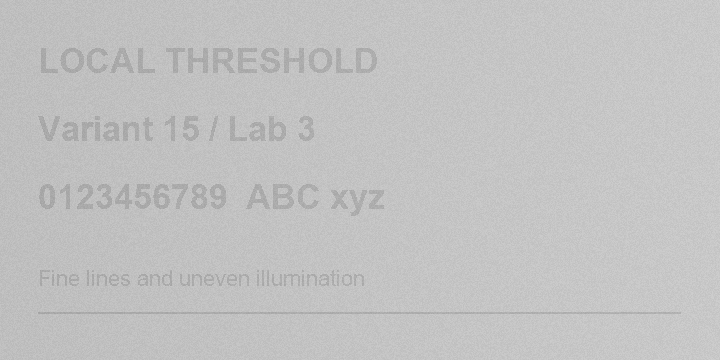 LOCAL THRESHOLD
Variant 15 / Lab 3
0123456789 ABC xyz
Fine lines and uneven illumination